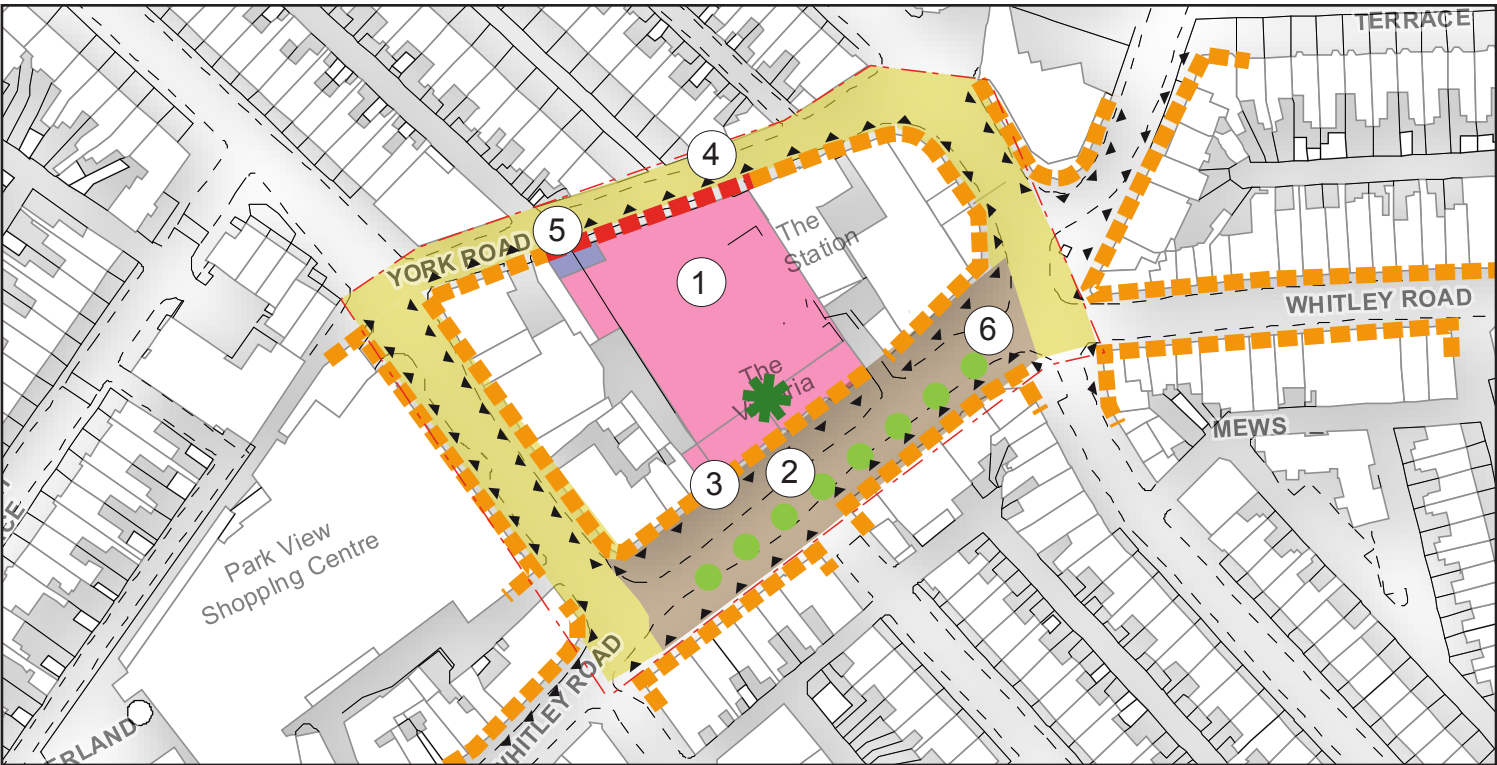 TERRACE
4
5
YORK ROAD
The
Station
1
WHITLEY ROAD
6
The
MEWS
2
3
Park View
Shopping Centre
WHITLEY ROAD